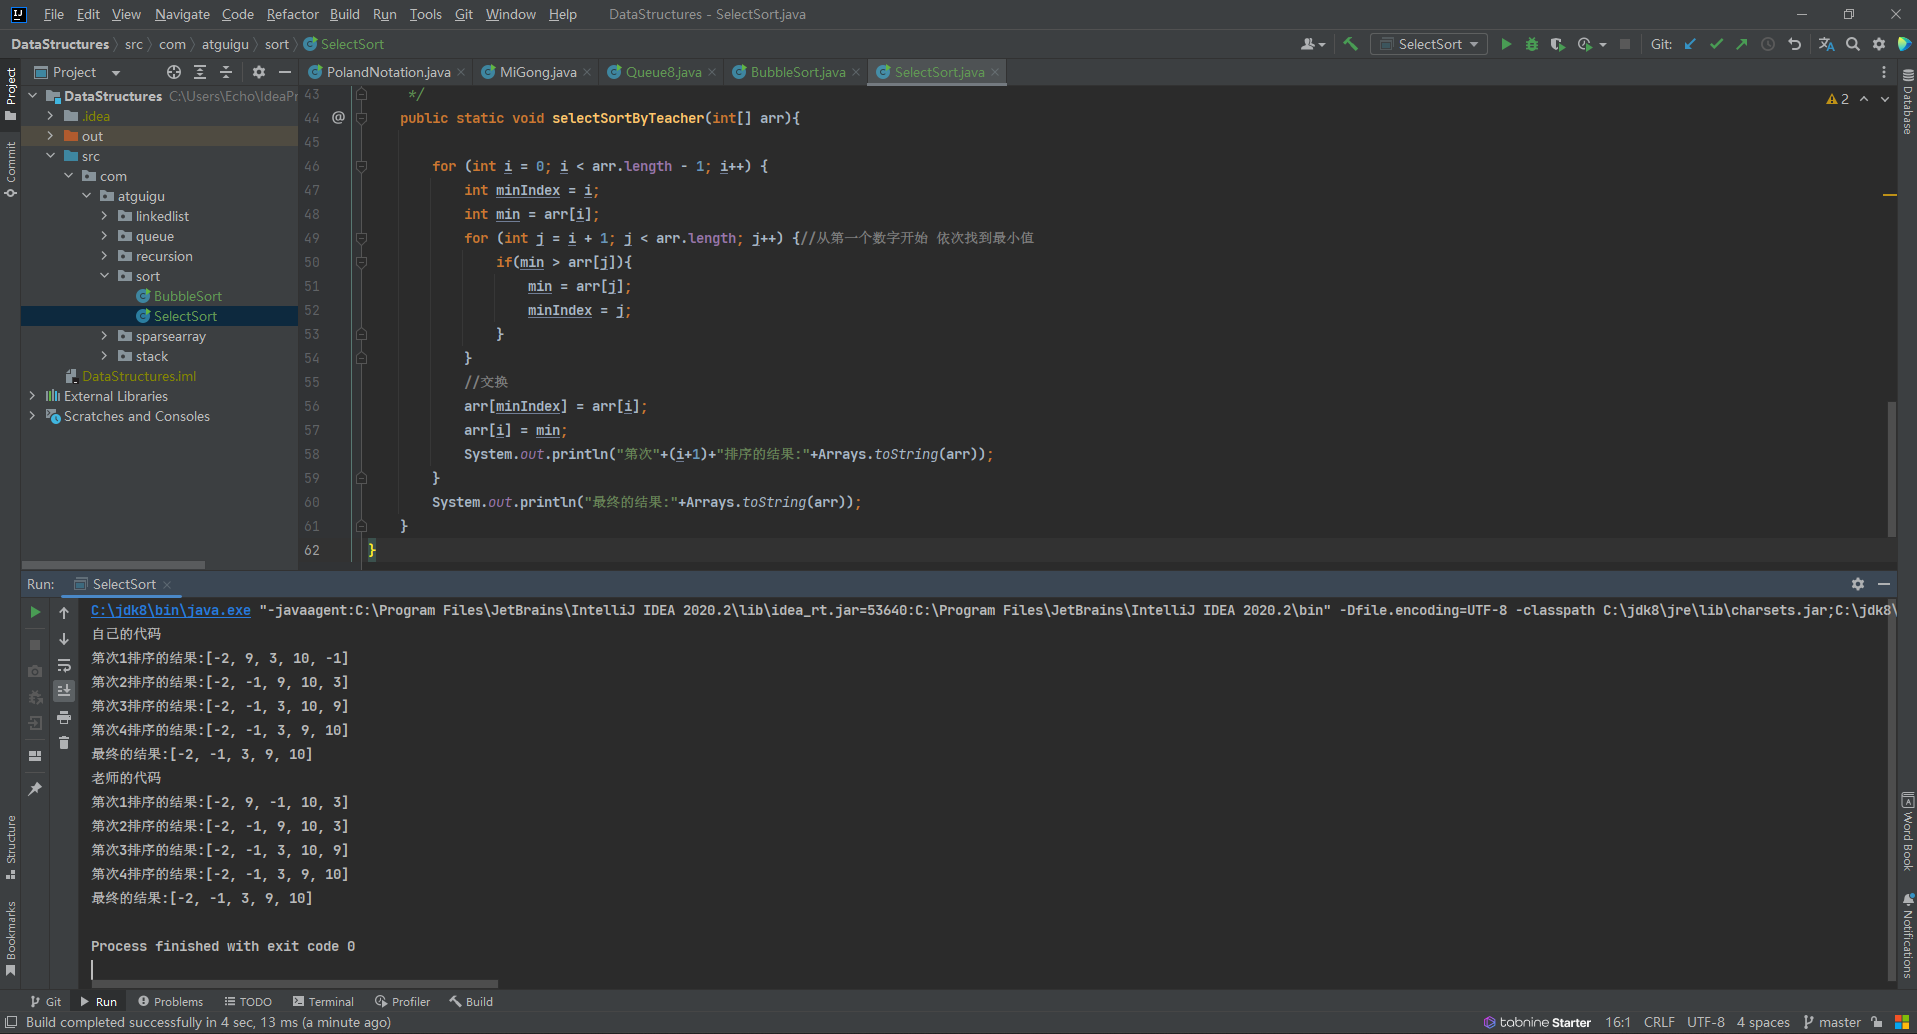 File Edit View Navigate Code Refactor Build Run Tools Git Window Help DataStructures - SelectSort.java
DataStructures src com atguigu sort SelectSort
SelectSort Git:
Project
PolandNotation.java MiGong.java Queue8.java BubbleSort.java SelectSort.java
DataStructures C:\Users\Echo\IdeaPr
.idea
out
src
com
atguigu
linkedlist
queue
recursion
sort
BubbleSort
SelectSort
sparsearray
stack
DataStructures.iml
External Libraries
Scratches and Consoles
Project
Commit
Structure
Bookmarks
2
43 */
44 @ public static void selectSortByTeacher(int[] arr){
45
46 for (int i = 0; i < arr.length - 1; i++) {
47 int minIndex = i;
48 int min = arr[i];
49 for (int j = i + 1; j < arr.length; j++) {//从第一个数字开始 依次找到最小值
50 if(min > arr[j]){
51 min = arr[j];
52 minIndex = j;
53 }
54 }
55 //交换
56 arr[minIndex] = arr[i];
57 arr[i] = min;
58 System.out.println("第次"+(i+1)+"排序的结果:"+Arrays.toString(arr));
59 }
60 System.out.println("最终的结果:"+Arrays.toString(arr));
61 }
62 }
Database
Word Book
Notifications
Run: SelectSort
C:\jdk8\bin\java.exe "-javaagent:C:\Program Files\JetBrains\IntelliJ IDEA 2020.2\lib\idea_rt.jar=53640:C:\Program Files\JetBrains\IntelliJ IDEA 2020.2\bin" -Dfile.encoding=UTF-8 -classpath C:\jdk8\jre\lib\charsets.jar;C:\jdk8\
自己的代码
第次1排序的结果:[-2, 9, 3, 10, -1]
第次2排序的结果:[-2, -1, 9, 10, 3]
第次3排序的结果:[-2, -1, 3, 10, 9]
第次4排序的结果:[-2, -1, 3, 9, 10]
最终的结果:[-2, -1, 3, 9, 10]
老师的代码
第次1排序的结果:[-2, 9, -1, 10, 3]
第次2排序的结果:[-2, -1, 9, 10, 3]
第次3排序的结果:[-2, -1, 3, 10, 9]
第次4排序的结果:[-2, -1, 3, 9, 10]
最终的结果:[-2, -1, 3, 9, 10]
Process finished with exit code 0
Git Run Problems TODO Terminal Profiler Build
Build completed successfully in 4 sec, 13 ms (a minute ago) tabnine Starter 16:1 CRLF UTF-8 4 spaces master